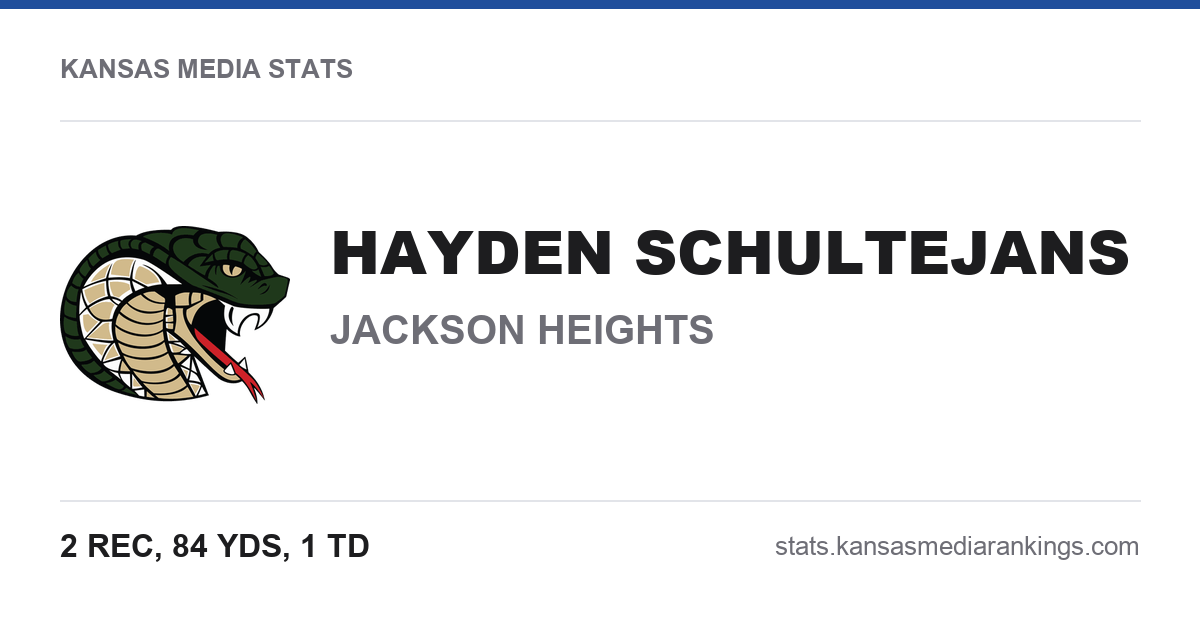 KANSAS MEDIA STATS
HAYDEN SCHULTEJANS
JACKSON HEIGHTS
2 REC, 84 YDS, 1 TD
stats.kansasmediarankings.com